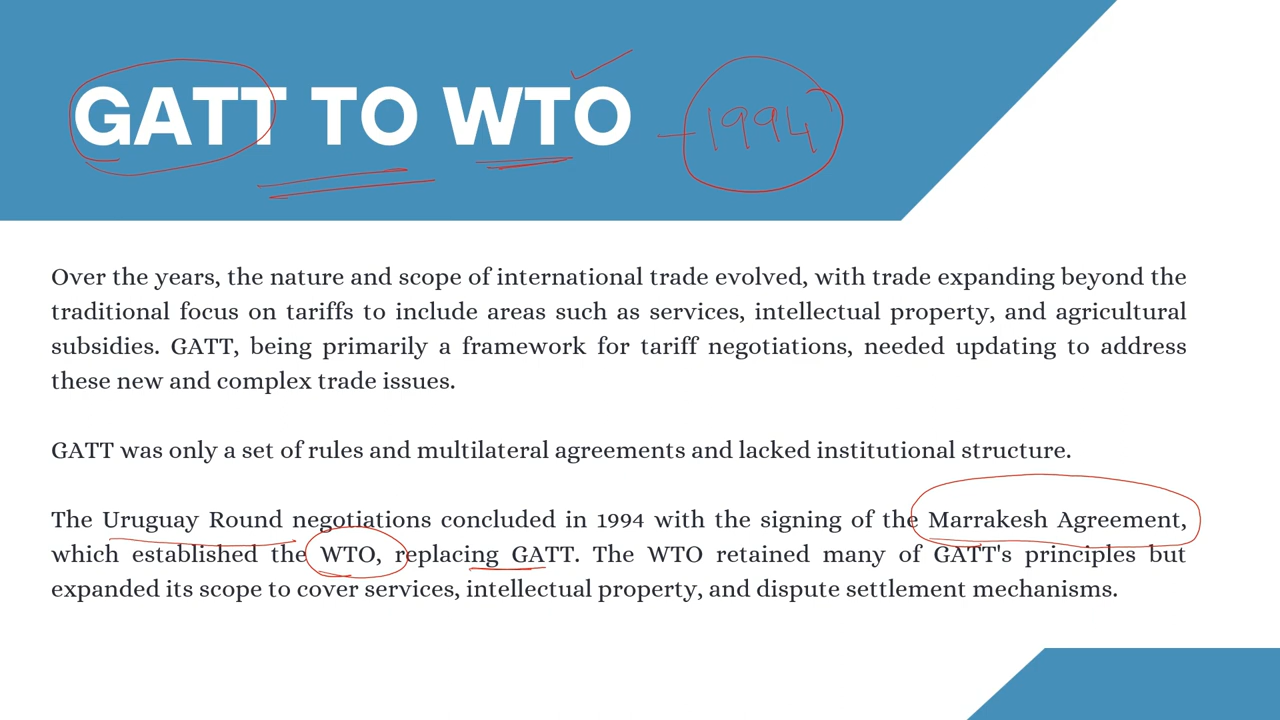 GATT TO WTO - 1994
Over the years, the nature and scope of international trade evolved, with trade expanding beyond the
traditional focus on tariffs to include areas such as services, intellectual property, and agricultural
subsidies. GATT, being primarily a framework for tariff negotiations, needed updating to address
these new and complex trade issues.
GATT was only a set of rules and multilateral agreements and lacked institutional structure.
The Uruguay Round negotiations concluded in 1994 with the signing of the Marrakesh Agreement,
which established the WTO, replacing GATT. The WTO retained many of GATT's principles but
expanded its scope to cover services, intellectual property, and dispute settlement mechanisms.